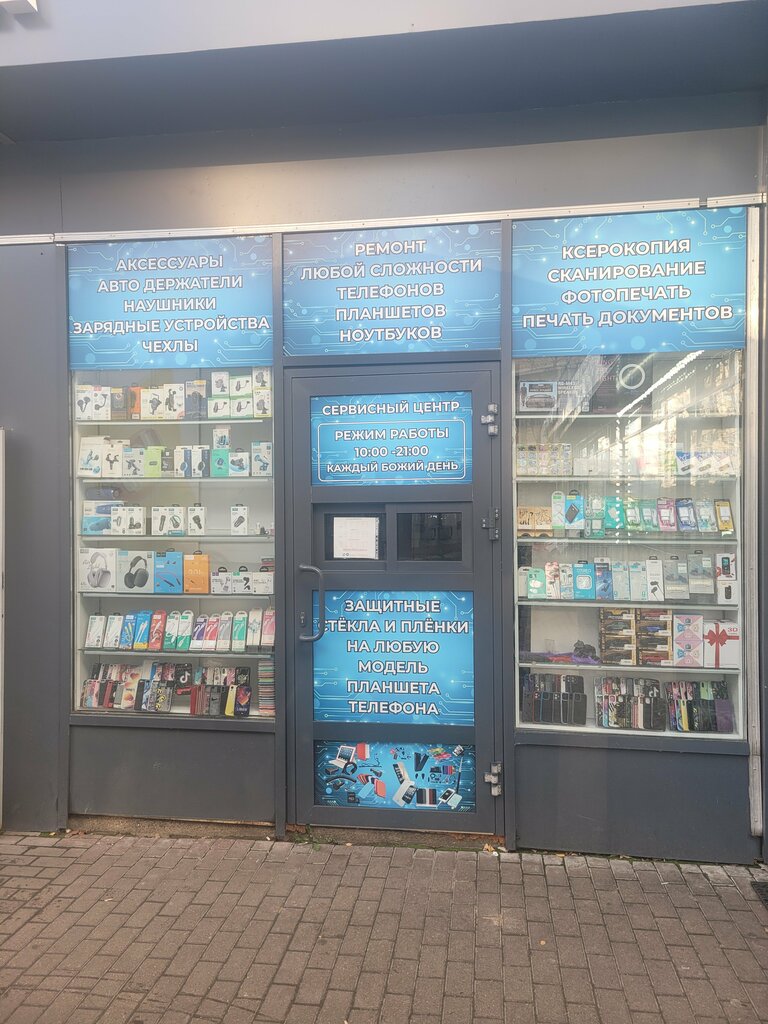 АКСЕССУАРЫ
АВТО ДЕРЖАТЕЛИ
НАУШНИКИ
ЗАРЯДНЫЕ УСТРОЙСТВА
ЧЕХЛЫ
РЕМОНТ
ЛЮБОЙ СЛОЖНОСТИ
ТЕЛЕФОНОВ
ПЛАНШЕТОВ
НОУТБУКОВ
КСЕРОКОПИЯ
СКАНИРОВАНИЕ
ФОТОПЕЧАТЬ
ПЕЧАТЬ ДОКУМЕНТОВ
СЕРВИСНЫЙ ЦЕНТР
РЕЖИМ РАБОТЫ
10:00 -21:00
КАЖДЫЙ БОЖИЙ ДЕНЬ
ЗАЩИТНЫЕ
СТЁКЛА И ПЛЁНКИ
НА ЛЮБУЮ
МОДЕЛЬ
ПЛАНШЕТА
ТЕЛЕФОНА